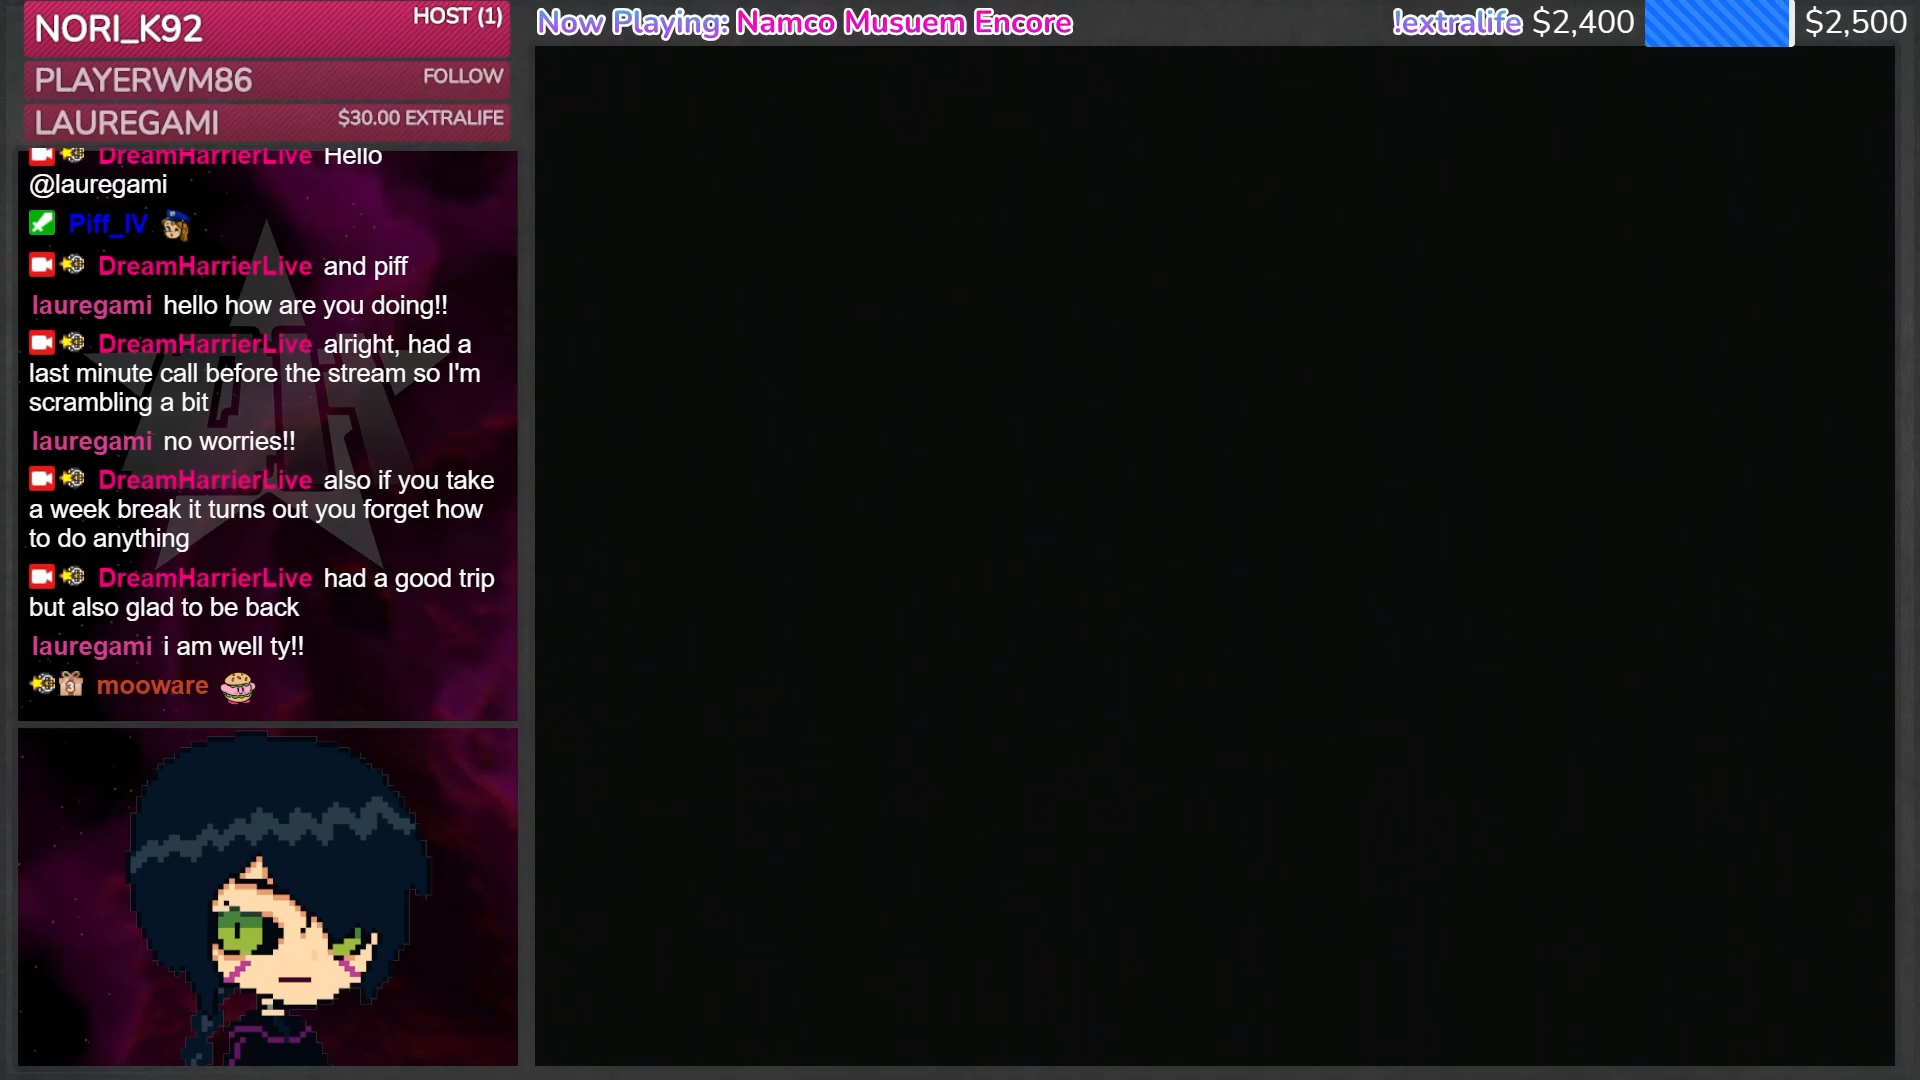 NORI_K92 HOST (1)
PLAYERWM86 FOLLOW
LAUREGAMI $30.00 EXTRALIFE
DreamHarrierLive Hello
@lauregami
Piff_IV
DreamHarrierLive and piff
lauregami hello how are you doing!!
DreamHarrierLive alright, had a
last minute call before the stream so I'm
scrambling a bit
lauregami no worries!!
DreamHarrierLive also if you take
a week break it turns out you forget how
to do anything
DreamHarrierLive had a good trip
but also glad to be back
lauregami i am well ty!!
3 mooware
Now Playing: Namco Musuem Encore
!extralife $2,400 $2,500